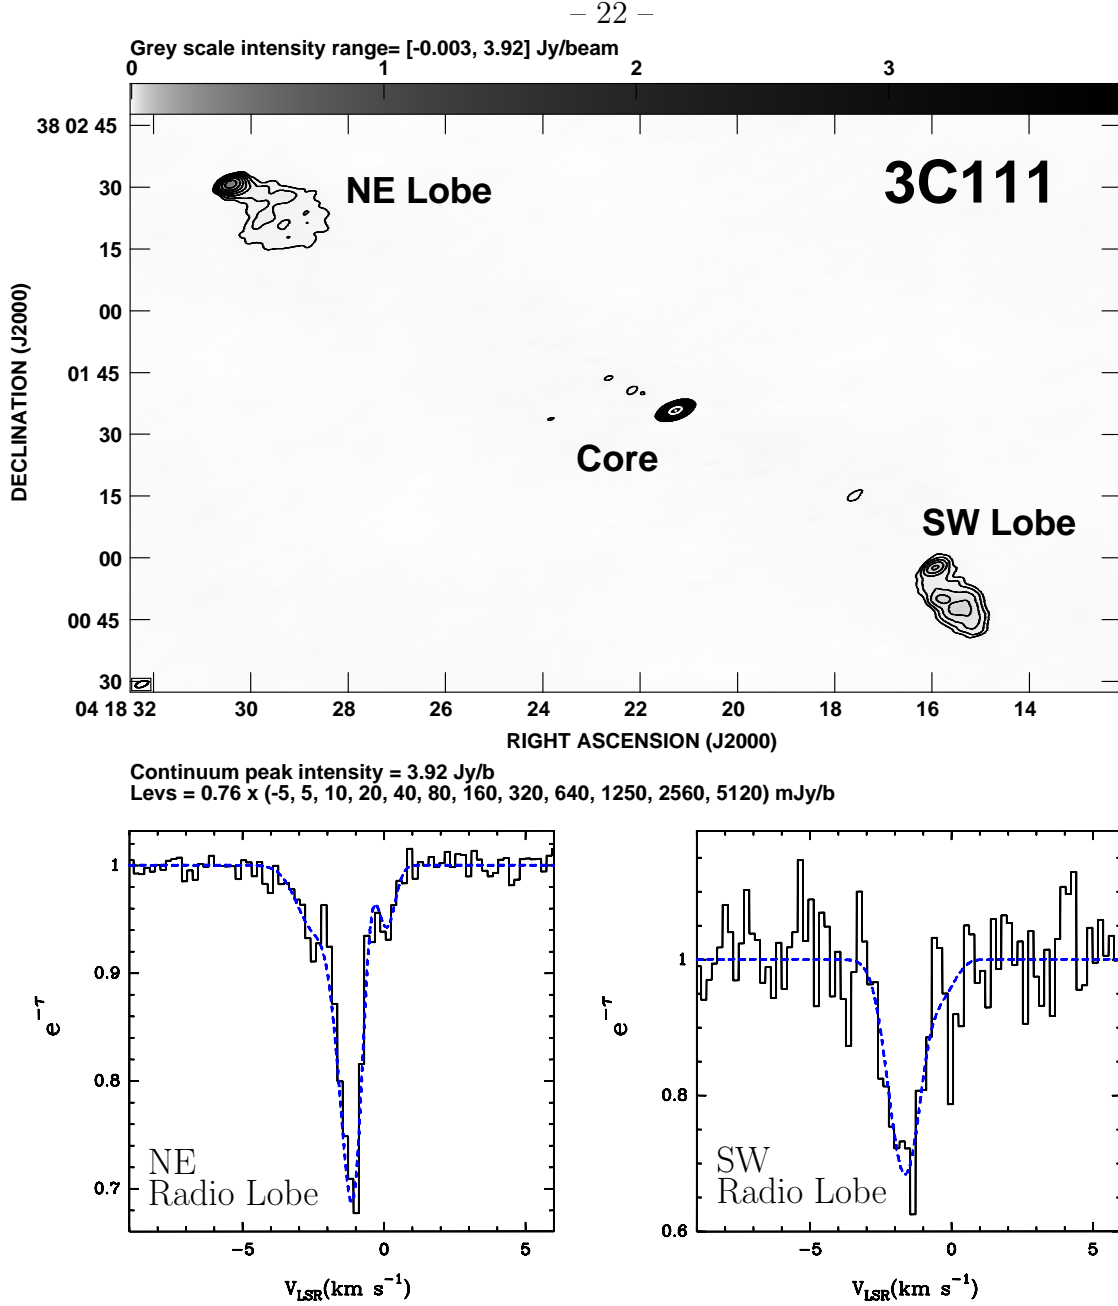 – 22 –
Grey scale intensity range= [-0.003, 3.92] Jy/beam
0 1 2 3
3C111
NE Lobe
Core
SW Lobe
DECLINATION (J2000)
38 02 45
30
15
00
01 45
30
15
00
00 45
30
04 18 32 30 28 26 24 22 20 18 16 14
RIGHT ASCENSION (J2000)
Continuum peak intensity = 3.92 Jy/b
Levs = 0.76 x (-5, 5, 10, 20, 40, 80, 160, 320, 640, 1250, 2560, 5120) mJy/b
e^{−τ}
1
0.9
0.8
0.7
NE
Radio Lobe
−5 0 5
V_{LSR}(km s^{−1})
e^{−τ}
1
0.8
0.6
SW
Radio Lobe
−5 0 5
V_{LSR}(km s^{−1})